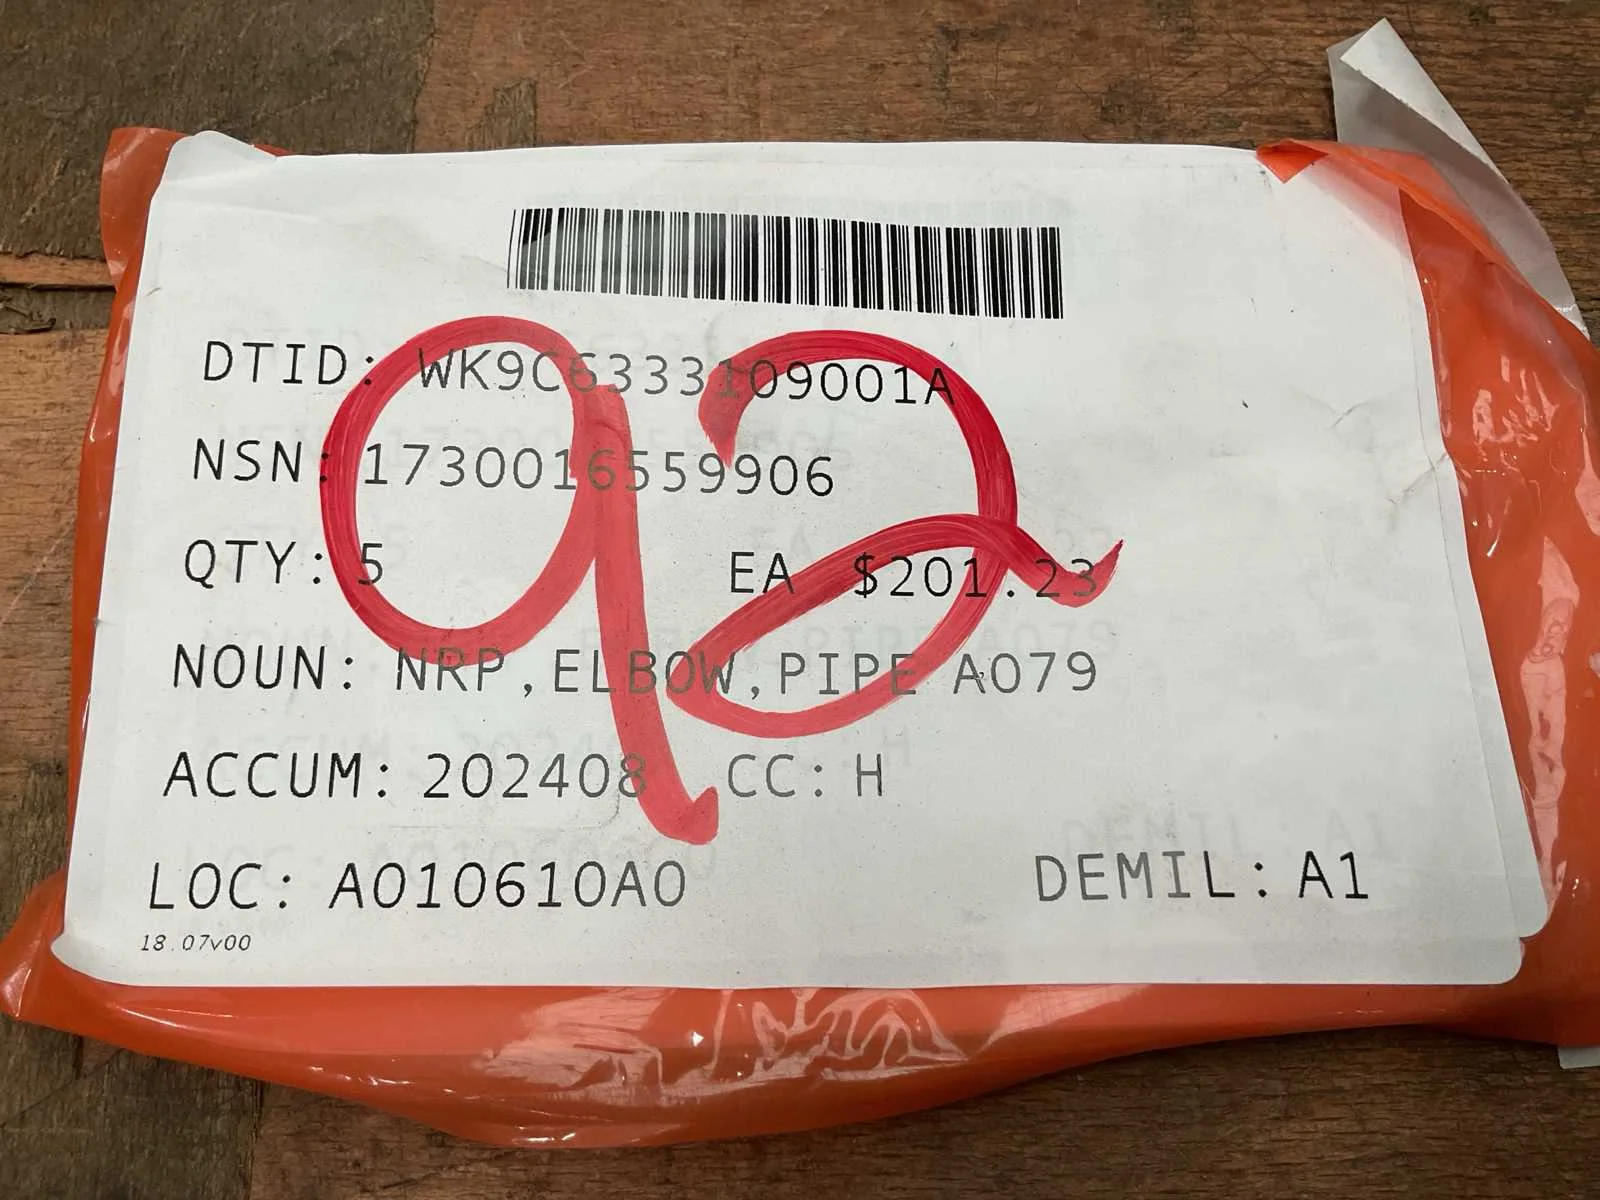 DTID: WK9C6333109001A
NSN: 1730016559906
QTY: 5 EA $201.23
NOUN: NRP,ELBOW,PIPE A079
ACCUM: 202408 CC: H
LOC: A010610A0 DEMIL: A1
18.07v00
92